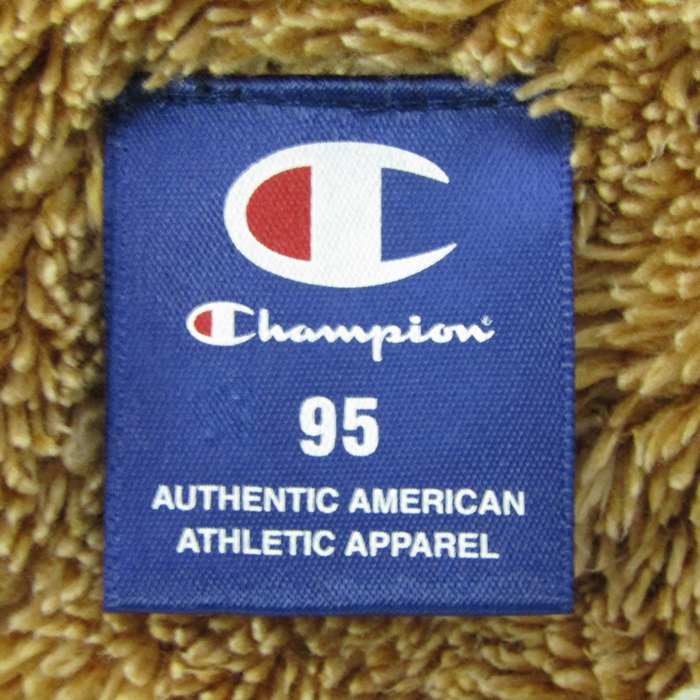 Champion
95
AUTHENTIC AMERICAN
ATHLETIC APPAREL